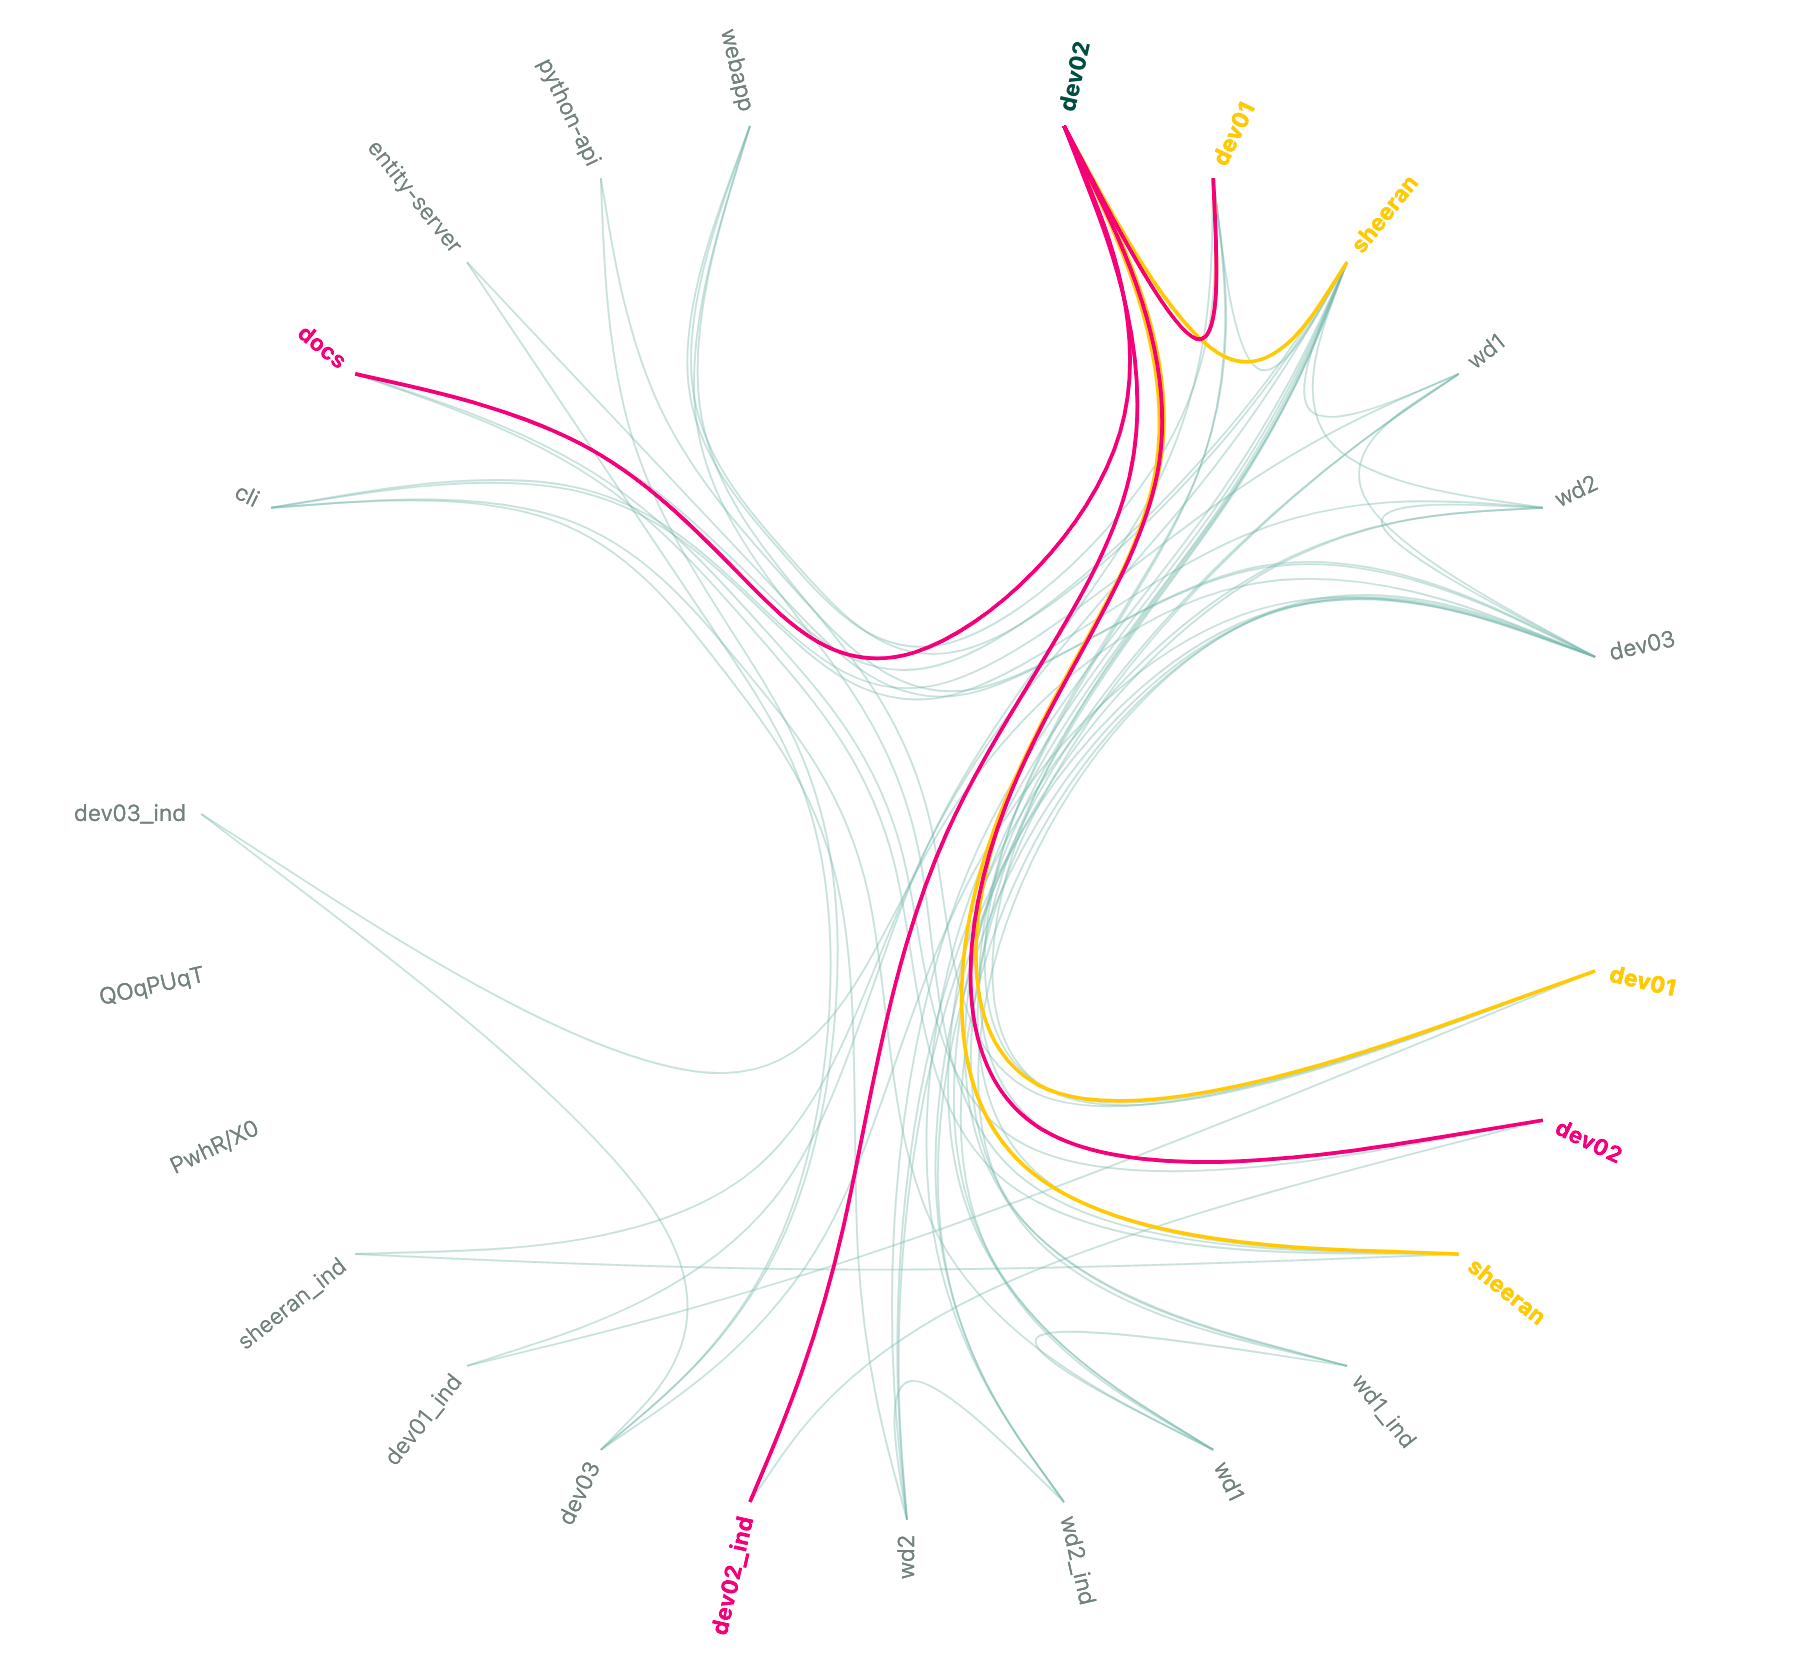 webapp
dev02
python-api
dev01
entity-server
sheeran
docs
wd1
cli
wd2
dev03
dev03_ind
QOqPUqT
dev01
PwhR/X0
dev02
sheeran_ind
sheeran
dev01_ind
wd1_ind
dev03
wd1
dev02_ind
wd2
wd2_ind